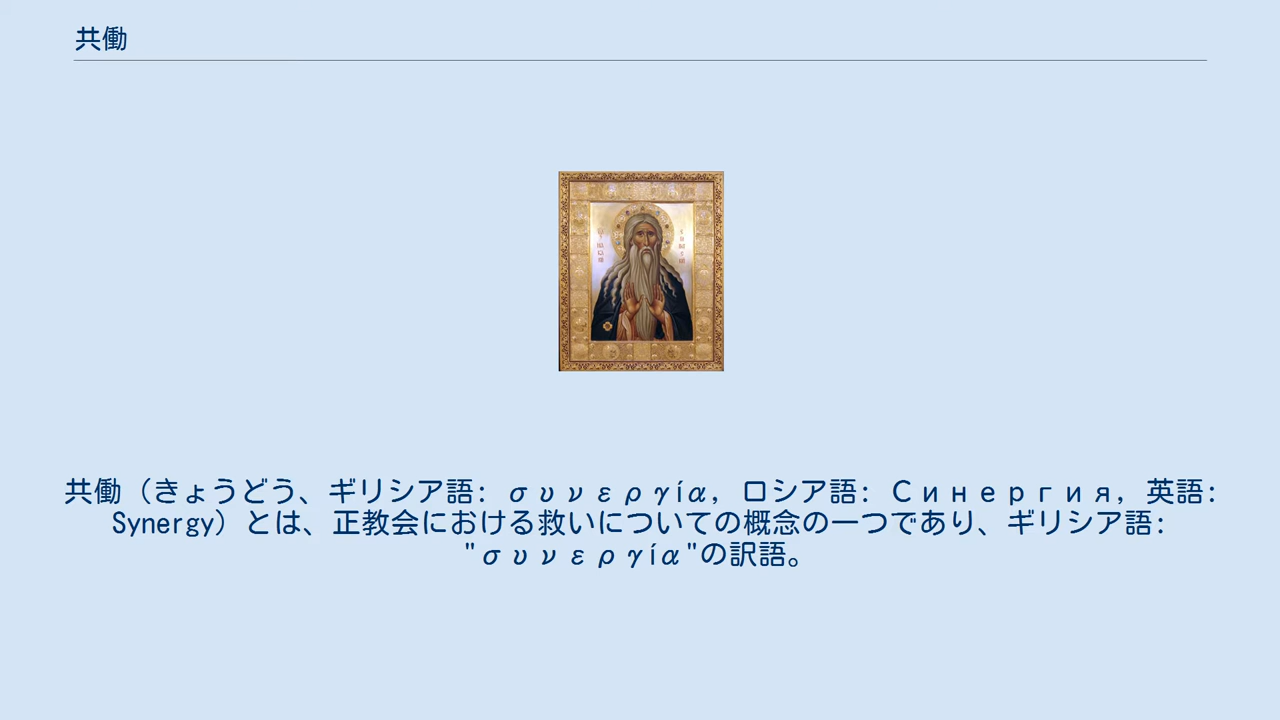 共働
共働（きょうどう、ギリシア語: συνεργία, ロシア語: Синергия, 英語:
Synergy）とは、正教会における救いについての概念の一つであり、ギリシア語:
"συνεργία"の訳語。